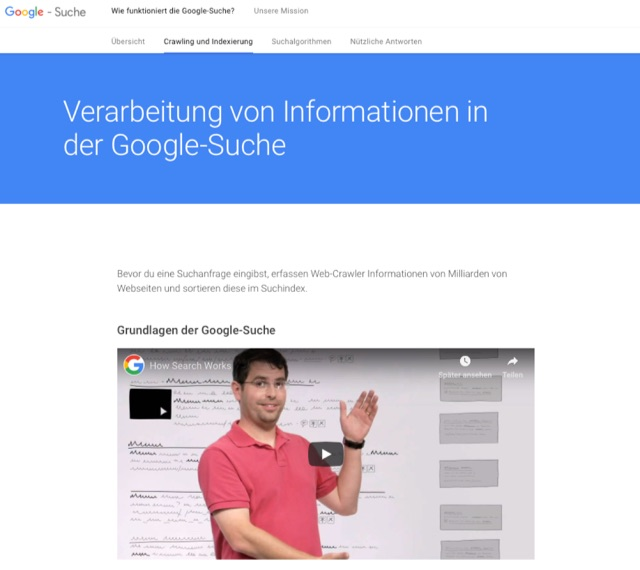 Google - Suche
Wie funktioniert die Google-Suche? Unsere Mission
Übersicht Crawling und Indexierung Suchalgorithmen Nützliche Antworten
Verarbeitung von Informationen in
der Google-Suche
Bevor du eine Suchanfrage eingibst, erfassen Web-Crawler Informationen von Milliarden von
Webseiten und sortieren diese im Suchindex.
Grundlagen der Google-Suche
How Search Works
Später ansehen Teilen